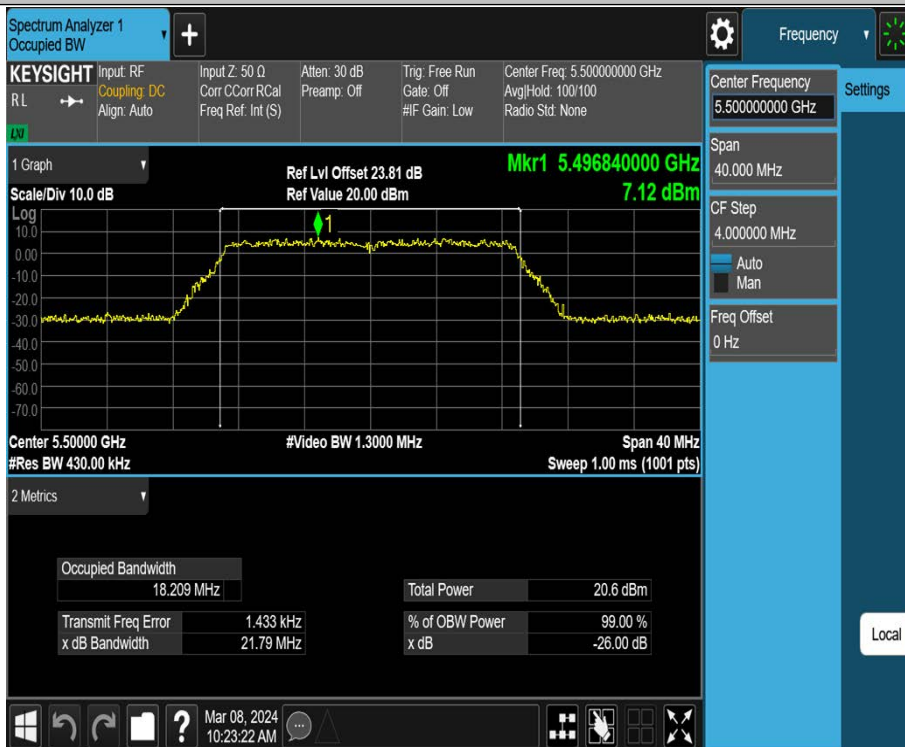 Spectrum Analyzer 1
Occupied BW
+
Frequency
KEYSIGHT
R L
LXI
Input: RF
Coupling: DC
Align: Auto
Input Z: 50 Ω
Corr CCorr RCal
Freq Ref: Int (S)
Atten: 30 dB
Preamp: Off
Trig: Free Run
Gate: Off
#IF Gain: Low
Center Freq: 5.500000000 GHz
Avg|Hold: 100/100
Radio Std: None
Center Frequency
5.500000000 GHz
Settings
Span
40.000 MHz
CF Step
4.000000 MHz
Auto
Man
Freq Offset
0 Hz
Local
1 Graph
Scale/Div 10.0 dB
Ref Lvl Offset 23.81 dB
Ref Value 20.00 dBm
Mkr1 5.496840000 GHz
7.12 dBm
Log
10.0
0.00
-10.0
-20.0
-30.0
-40.0
-50.0
-60.0
-70.0
1
Center 5.50000 GHz
#Video BW 1.3000 MHz
Span 40 MHz
#Res BW 430.00 kHz
Sweep 1.00 ms (1001 pts)
2 Metrics
Occupied Bandwidth
18.209 MHz
Total Power 20.6 dBm
Transmit Freq Error 1.433 kHz
% of OBW Power 99.00 %
x dB Bandwidth 21.79 MHz
x dB -26.00 dB
?
Mar 08, 2024
10:23:22 AM